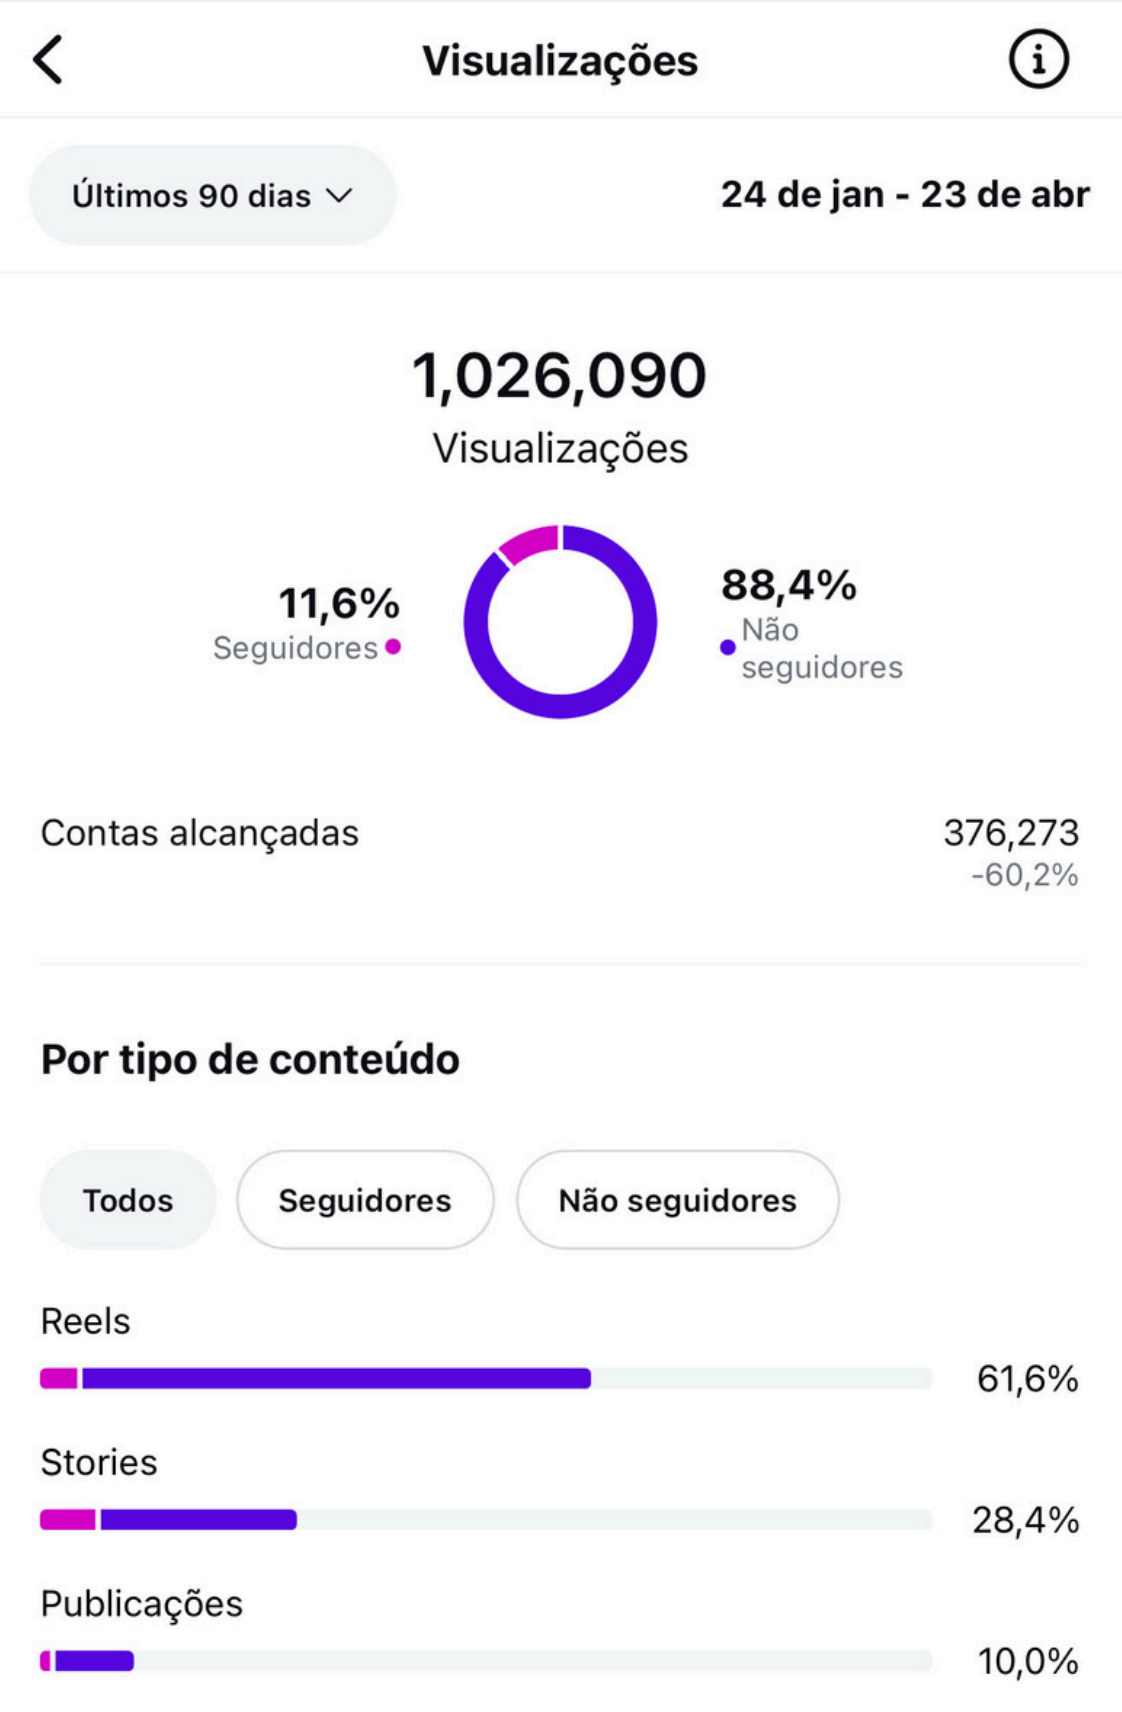 Visualizações
Últimos 90 dias
24 de jan - 23 de abr
1,026,090
Visualizações
11,6%
Seguidores
88,4%
Não
seguidores
Contas alcançadas
376,273
-60,2%
Por tipo de conteúdo
Todos
Seguidores
Não seguidores
Reels
61,6%
Stories
28,4%
Publicações
10,0%